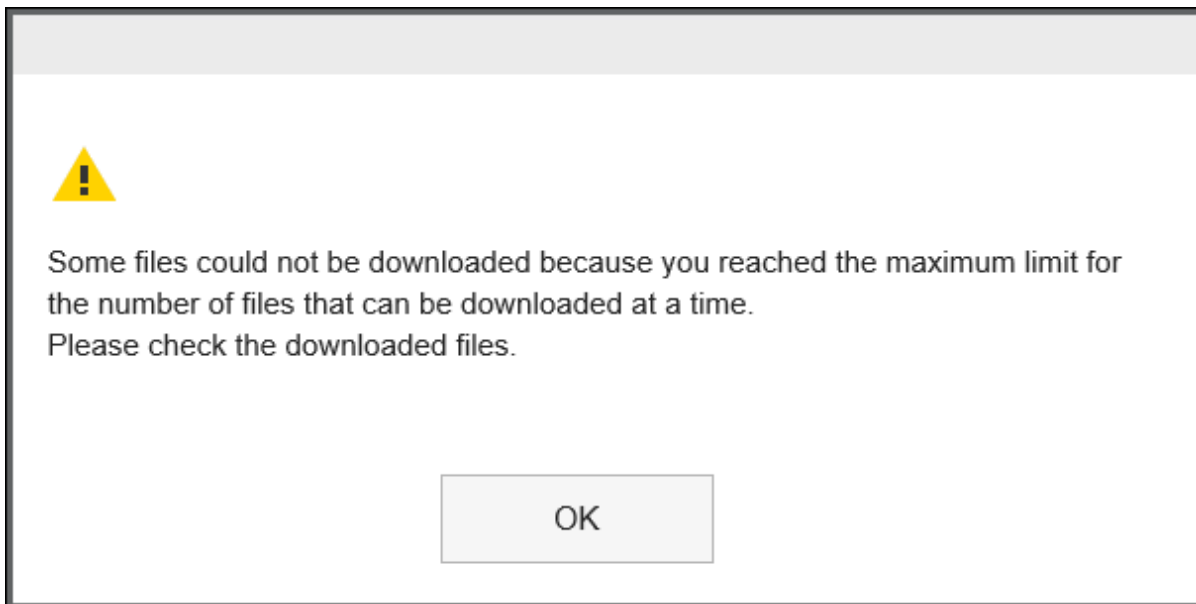 Some files could not be downloaded because you reached the maximum limit for
the number of files that can be downloaded at a time.
Please check the downloaded files.
OK